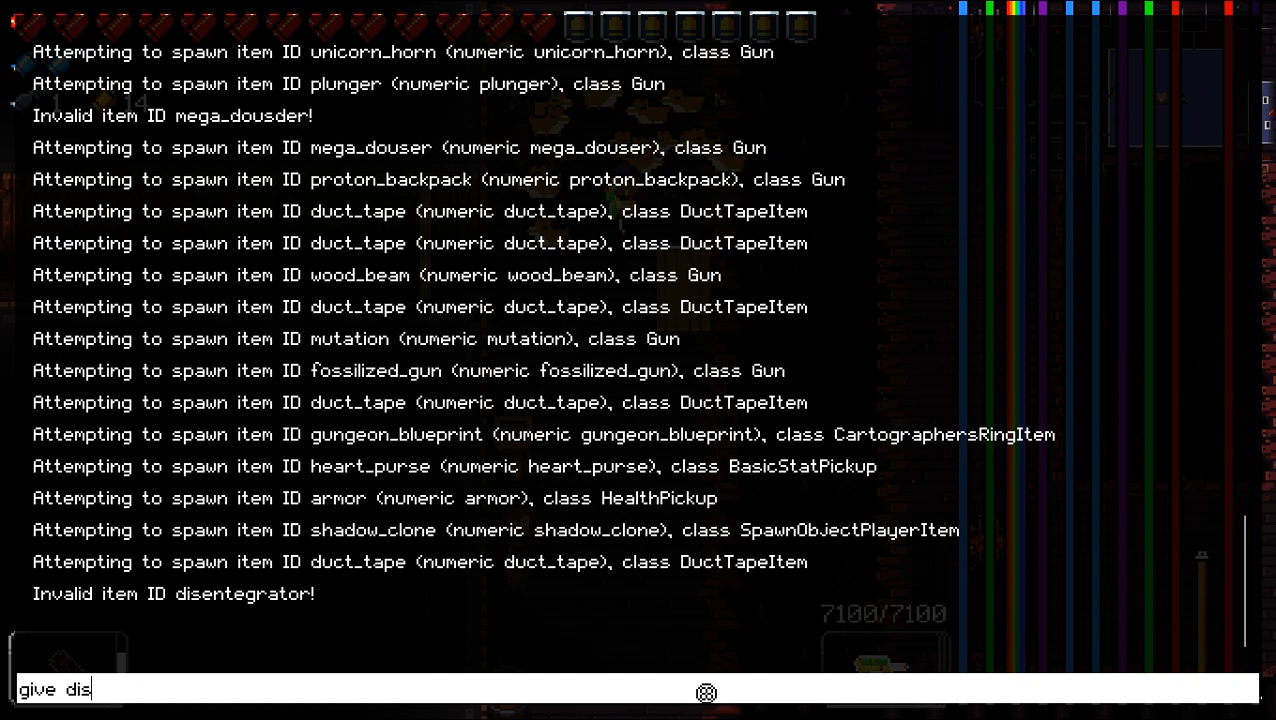 Attempting to spawn item ID unicorn_horn (numeric unicorn_horn), class Gun
Attempting to spawn item ID plunger (numeric plunger), class Gun
1 14
Invalid item ID mega_dousder!
Attempting to spawn item ID mega_douser (numeric mega_douser), class Gun
Attempting to spawn item ID proton_backpack (numeric proton_backpack), class Gun
Attempting to spawn item ID duct_tape (numeric duct_tape), class DuctTapeItem
Attempting to spawn item ID duct_tape (numeric duct_tape), class DuctTapeItem
Attempting to spawn item ID wood_beam (numeric wood_beam), class Gun
Attempting to spawn item ID duct_tape (numeric duct_tape), class DuctTapeItem
Attempting to spawn item ID mutation (numeric mutation), class Gun
Attempting to spawn item ID fossilized_gun (numeric fossilized_gun), class Gun
Attempting to spawn item ID duct_tape (numeric duct_tape), class DuctTapeItem
Attempting to spawn item ID gungeon_blueprint (numeric gungeon_blueprint), class CartographersRingItem
Attempting to spawn item ID heart_purse (numeric heart_purse), class BasicStatPickup
Attempting to spawn item ID armor (numeric armor), class HealthPickup
Attempting to spawn item ID shadow_clone (numeric shadow_clone), class SpawnObjectPlayerItem
Attempting to spawn item ID duct_tape (numeric duct_tape), class DuctTapeItem
Invalid item ID disentegrator!
7100/7100
give dis